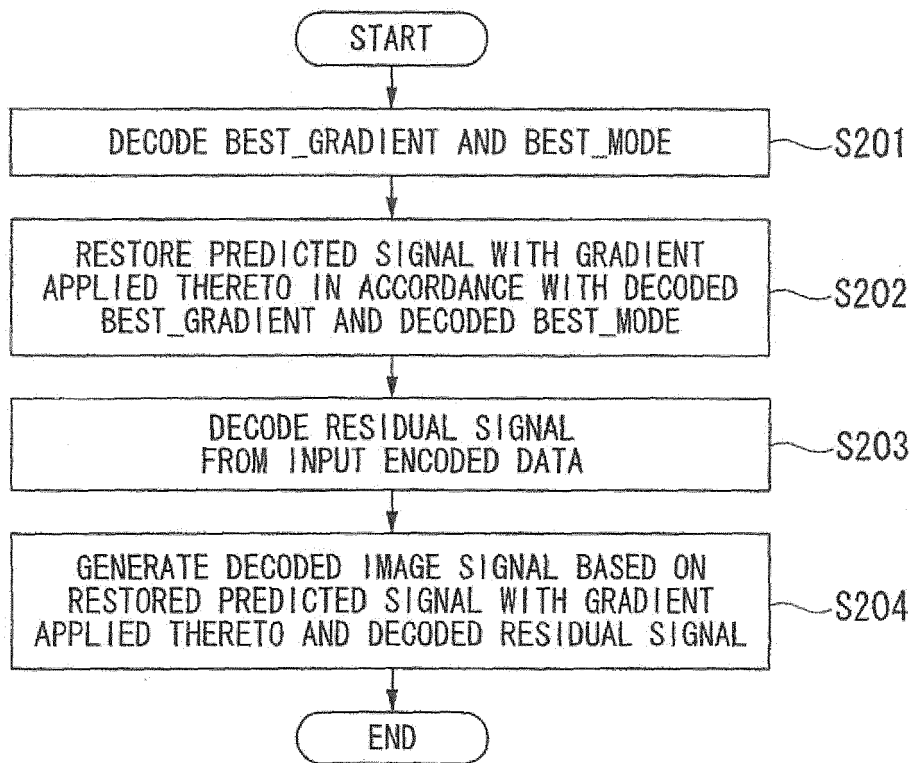 START
DECODE BEST_GRADIENT AND BEST_MODE
S201
RESTORE PREDICTED SIGNAL WITH GRADIENT
APPLIED THERETO IN ACCORDANCE WITH DECODED
BEST_GRADIENT AND DECODED BEST_MODE
S202
DECODE RESIDUAL SIGNAL
FROM INPUT ENCODED DATA
S203
GENERATE DECODED IMAGE SIGNAL BASED ON
RESTORED PREDICTED SIGNAL WITH GRADIENT
APPLIED THERETO AND DECODED RESIDUAL SIGNAL
S204
END